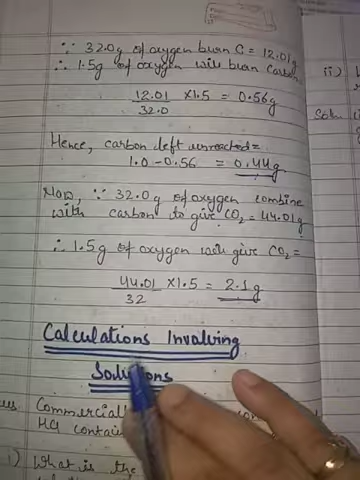 ∵ 32.0g of oxygen burn C = 12.01g
∴ 1.5g of oxygen will burn Carbon
12.01/32.0 × 1.5 = 0.56g
Hence, carbon left unreacted =
1.0 - 0.56 = 0.44g
Now, ∵ 32.0g of oxygen combine
with carbon to give CO₂ = 44.01g
∴ 1.5g of oxygen will give CO₂ =
44.01/32 × 1.5 = 2.1g
Calculations Involving
Solutions
Commercially
HCl
i) What is the
ii)
Soln.